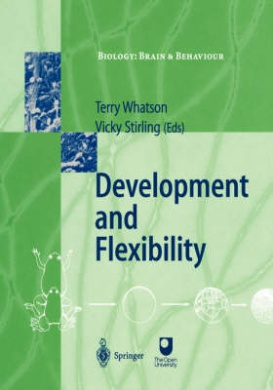 BIOLOGY: BRAIN & BEHAVIOUR
Terry Whatson
Vicky Stirling (Eds)
Development
and
Flexibility
Springer
The Open
University